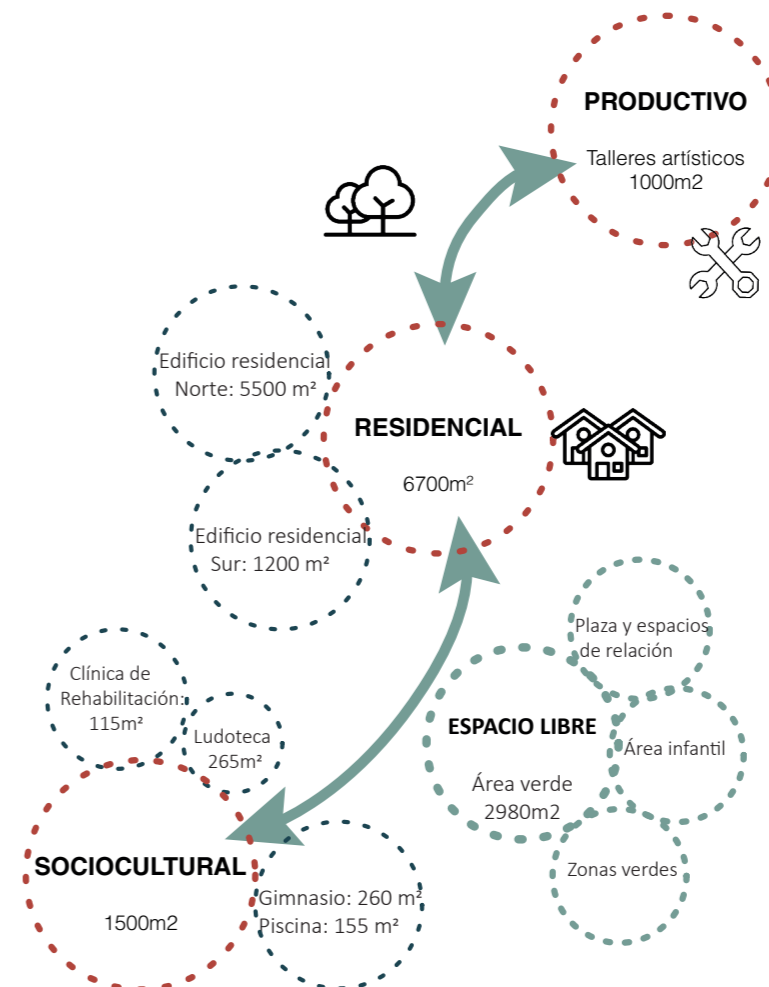 PRODUCTIVO
Talleres artísticos
1000m2
Edificio residencial
Norte: 5500 m²
RESIDENCIAL
6700m²
Edificio residencial
Sur: 1200 m²
Plaza y espacios
de relación
Clínica de
Rehabilitación:
115m²
Ludoteca
265m²
ESPACIO LIBRE
Área verde
2980m2
Área infantil
Zonas verdes
SOCIOCULTURAL
1500m2
Gimnasio: 260 m²
Piscina: 155 m²